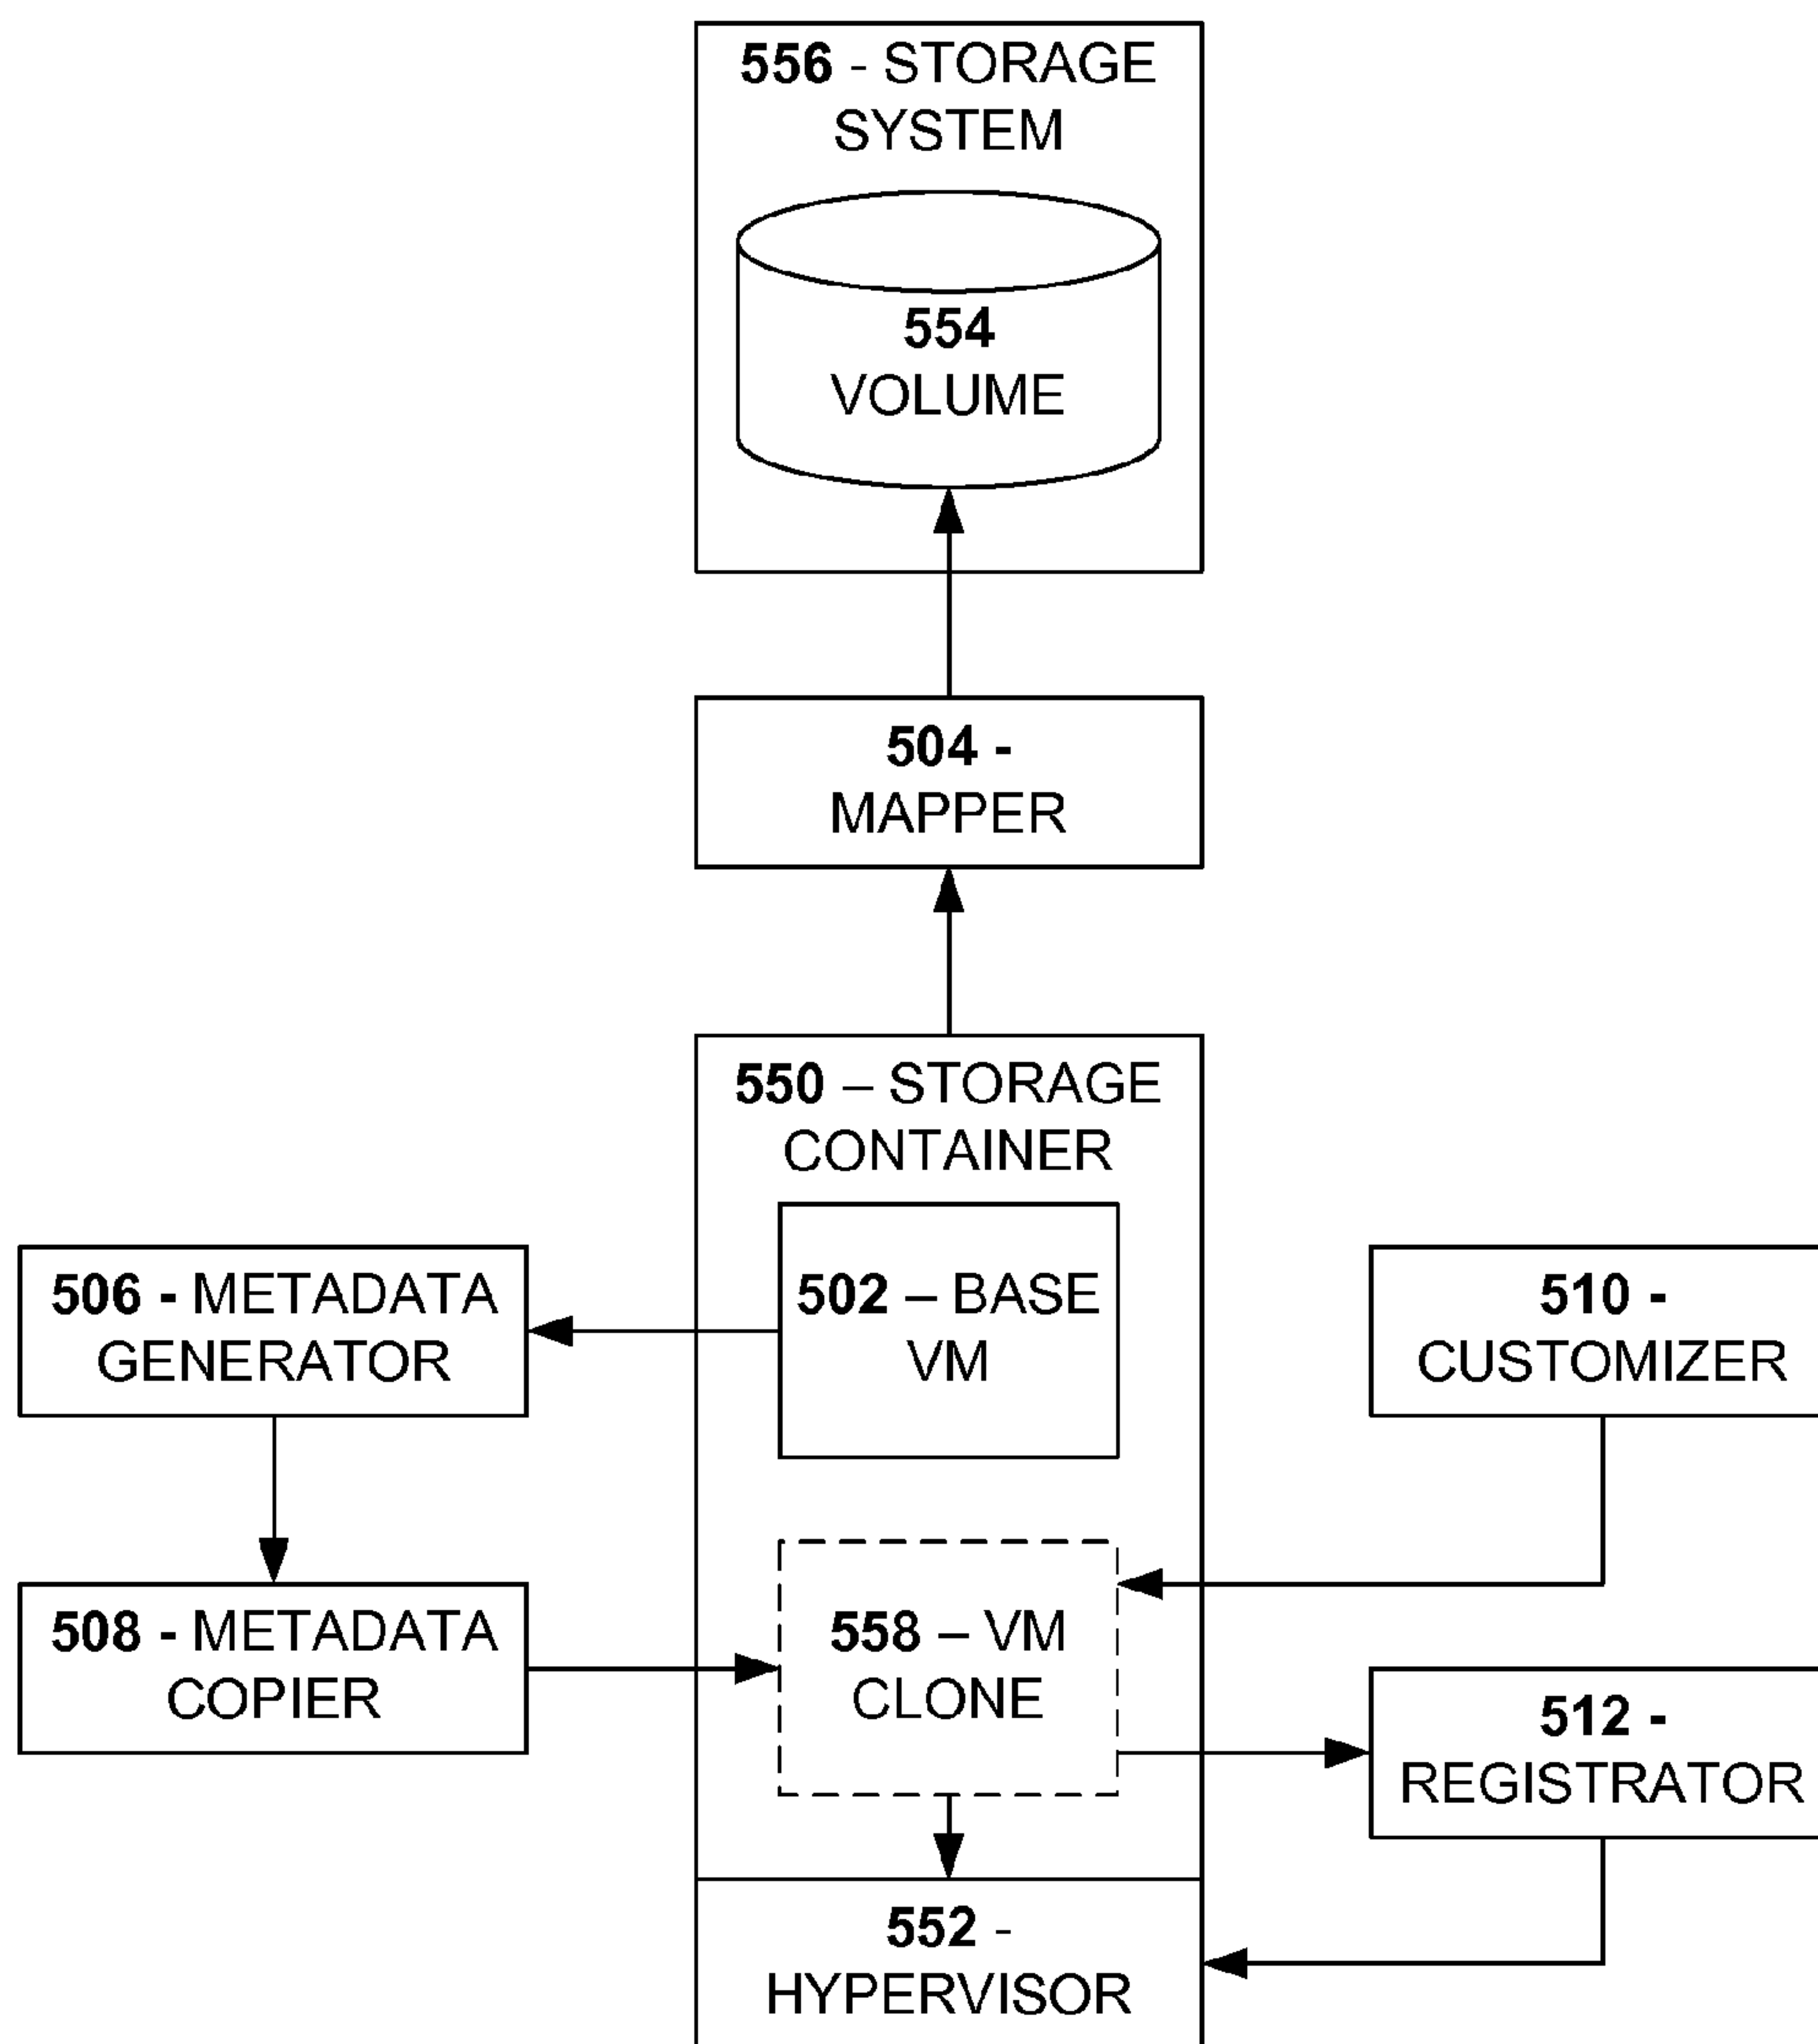 556 - STORAGE
SYSTEM
554
VOLUME
504 -
MAPPER
550 – STORAGE
CONTAINER
502 – BASE
VM
506 - METADATA
GENERATOR
510 -
CUSTOMIZER
508 - METADATA
COPIER
558 – VM
CLONE
512 -
REGISTRATOR
552 -
HYPERVISOR